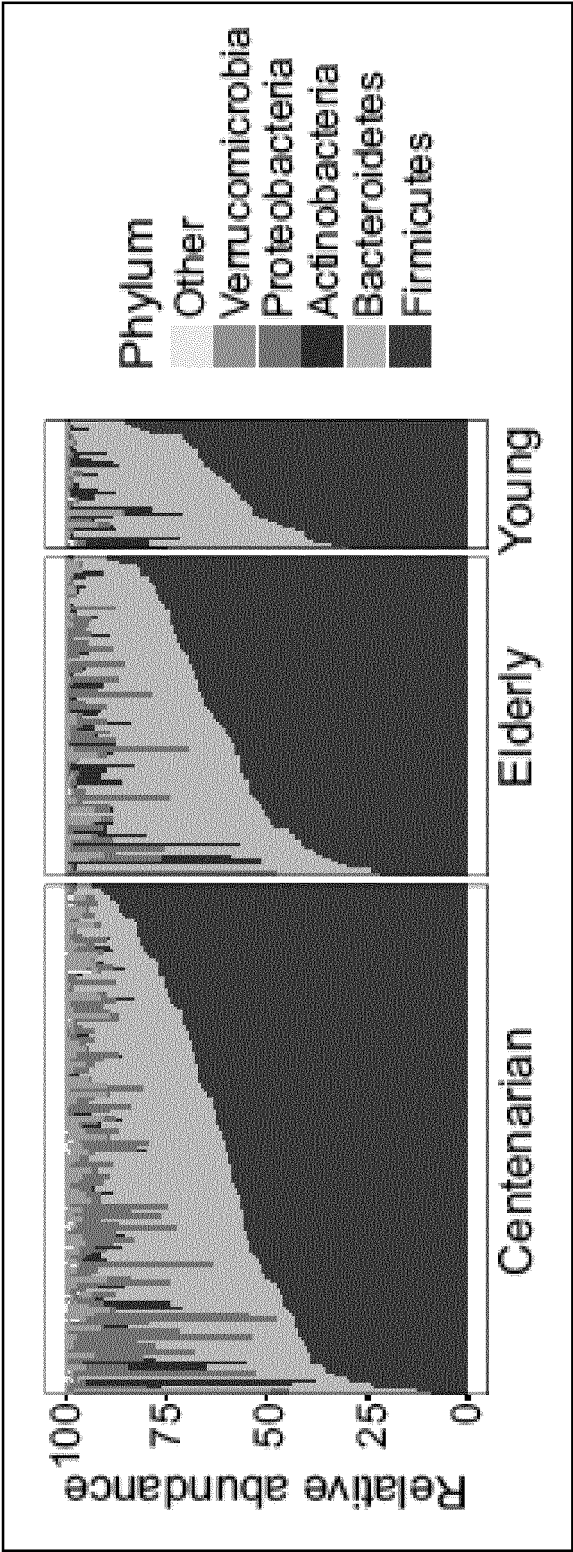 Relative abundance
100
75
50
25
0
Centenarian
Elderly
Young
Phylum
Other
Verrucomicrobia
Proteobacteria
Actinobacteria
Bacteroidetes
Firmicutes